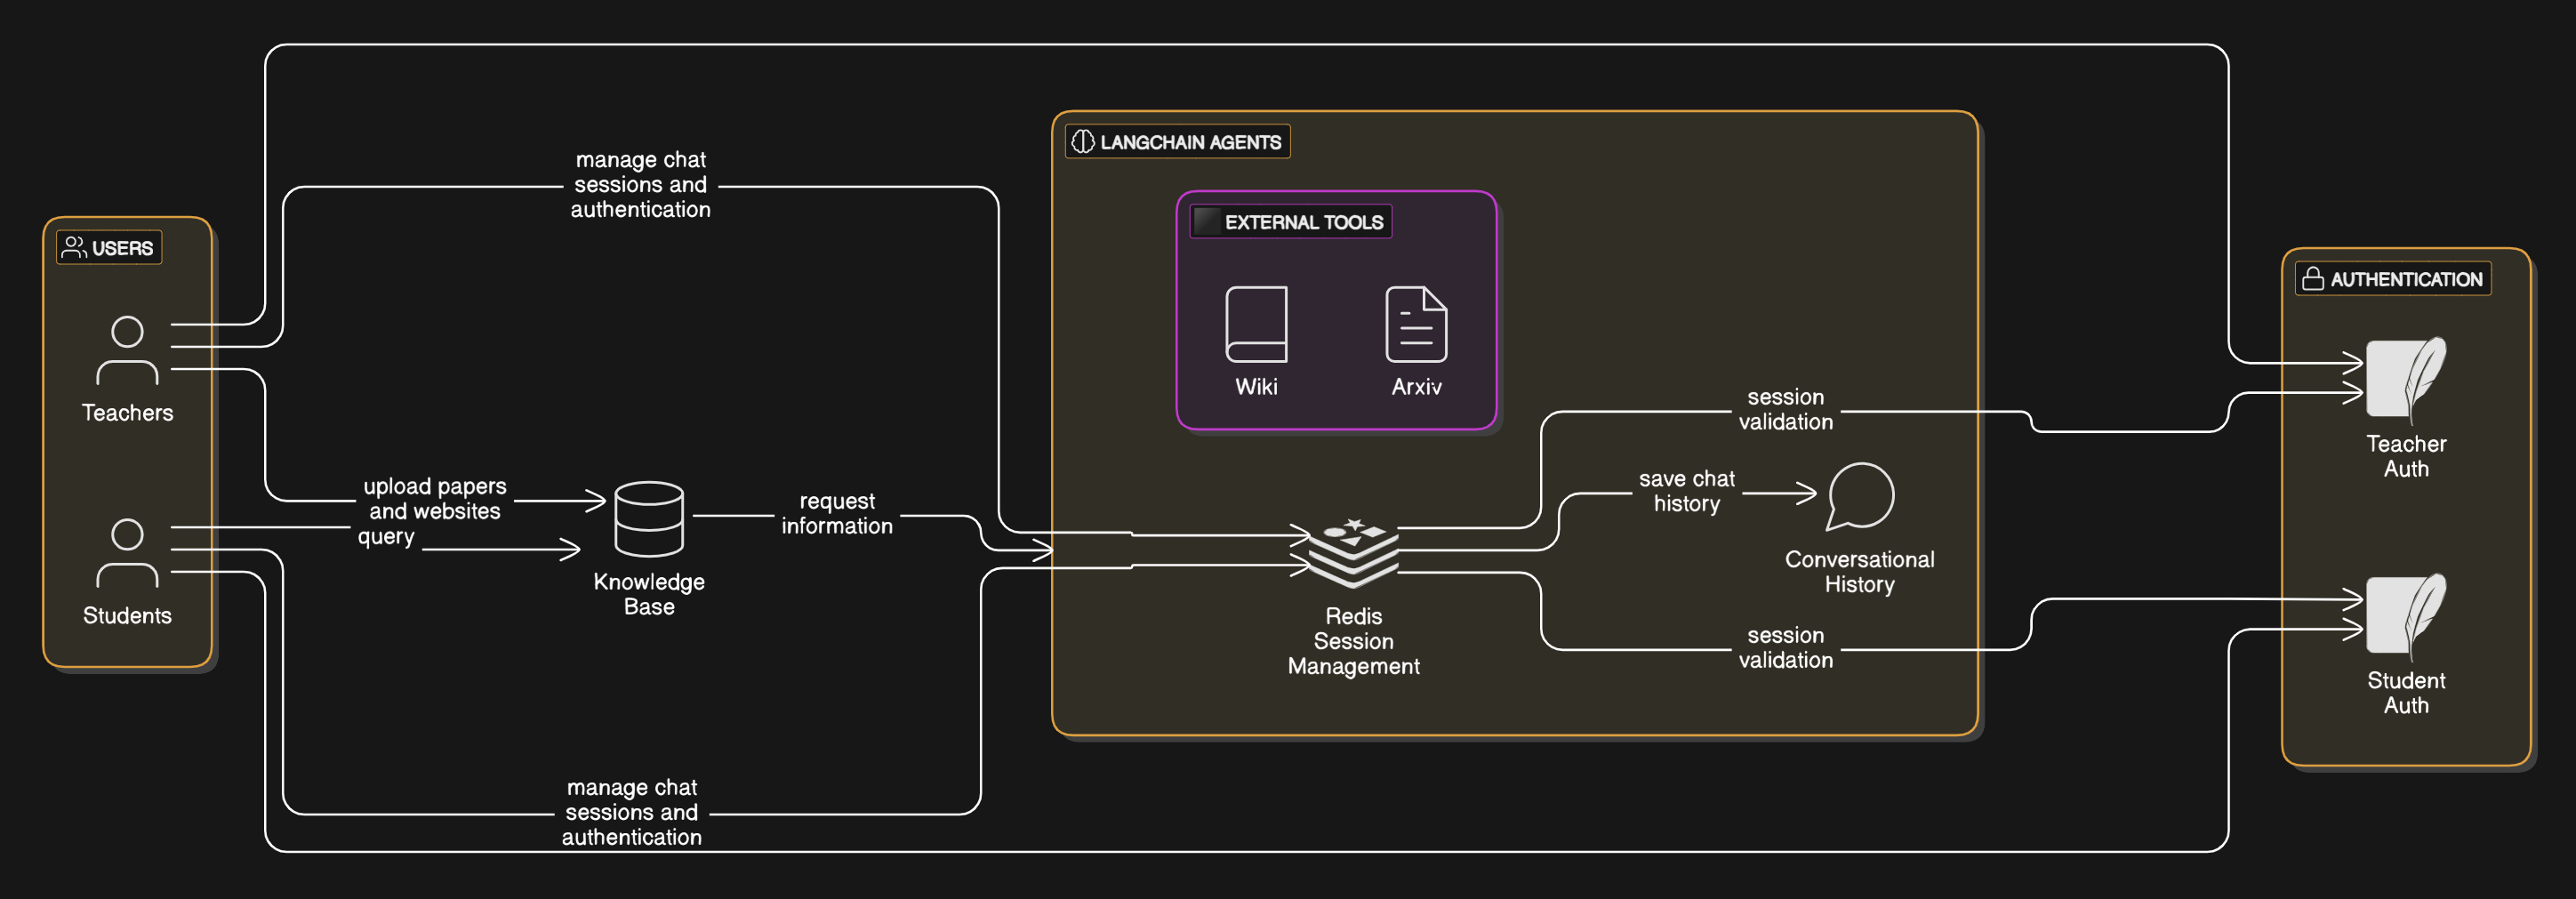 manage chat
sessions and
authentication
USERS
Teachers
Students
upload papers
and websites
query
Knowledge
Base
request
information
manage chat
sessions and
authentication
LANGCHAIN AGENTS
EXTERNAL TOOLS
Wiki
Arxiv
Redis
Session
Management
session
validation
save chat
history
Conversational
History
session
validation
AUTHENTICATION
Teacher
Auth
Student
Auth